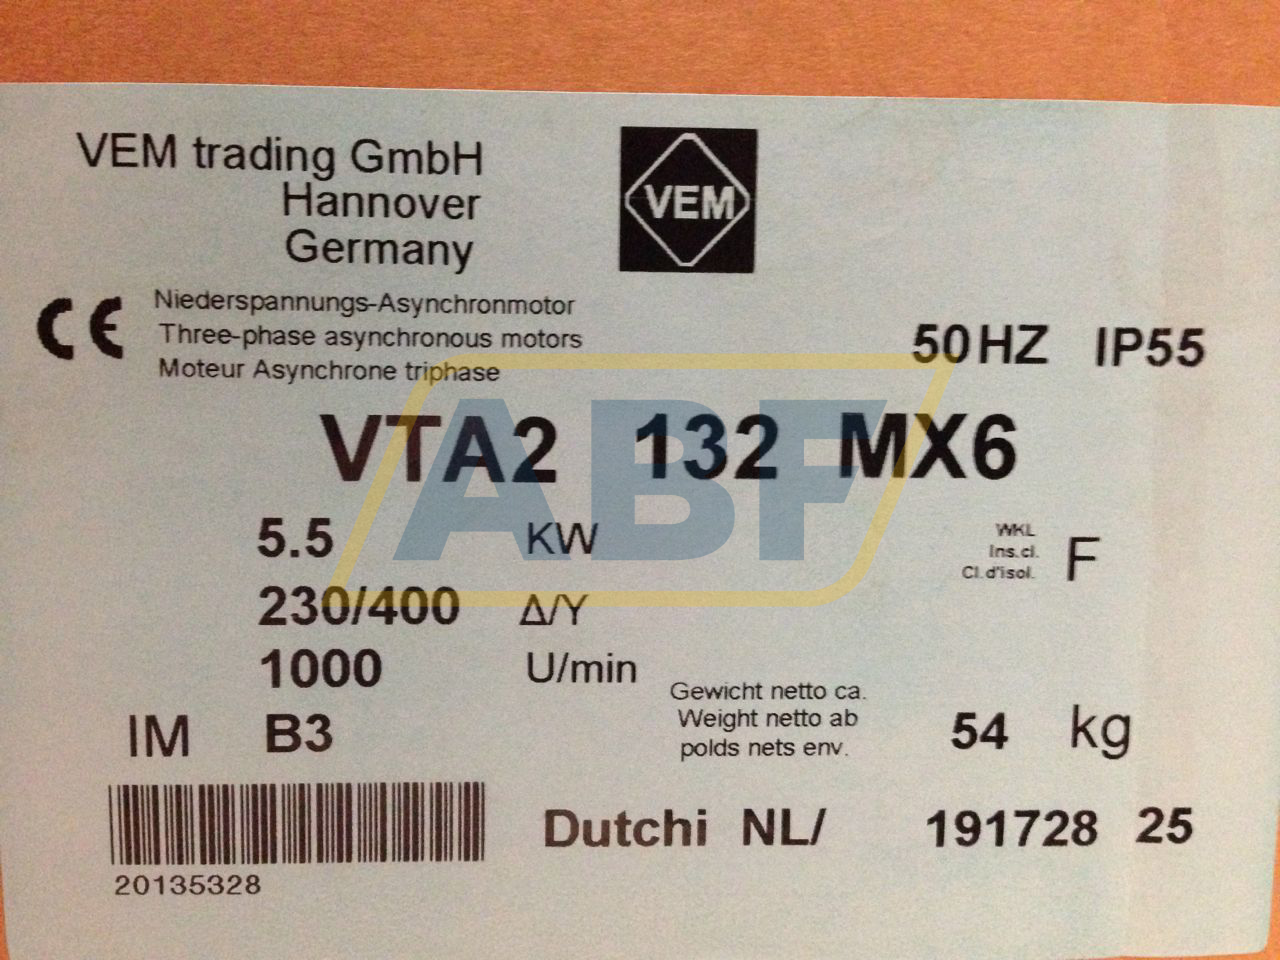 VEM trading GmbH
Hannover
Germany
VEM
CE
Niederspannungs-Asynchronmotor
Three-phase asynchronous motors
Moteur Asynchrone triphase
50HZ IP55
ABF
VTA2 132 MX6
5.5 KW
WKL
Ins.cl.
Cl.d'isol.
F
230/400 Δ/Y
1000 U/min
Gewicht netto ca.
Weight netto ab
polds nets env.
54 kg
IM B3
Dutchi NL/ 191728 25
20135328